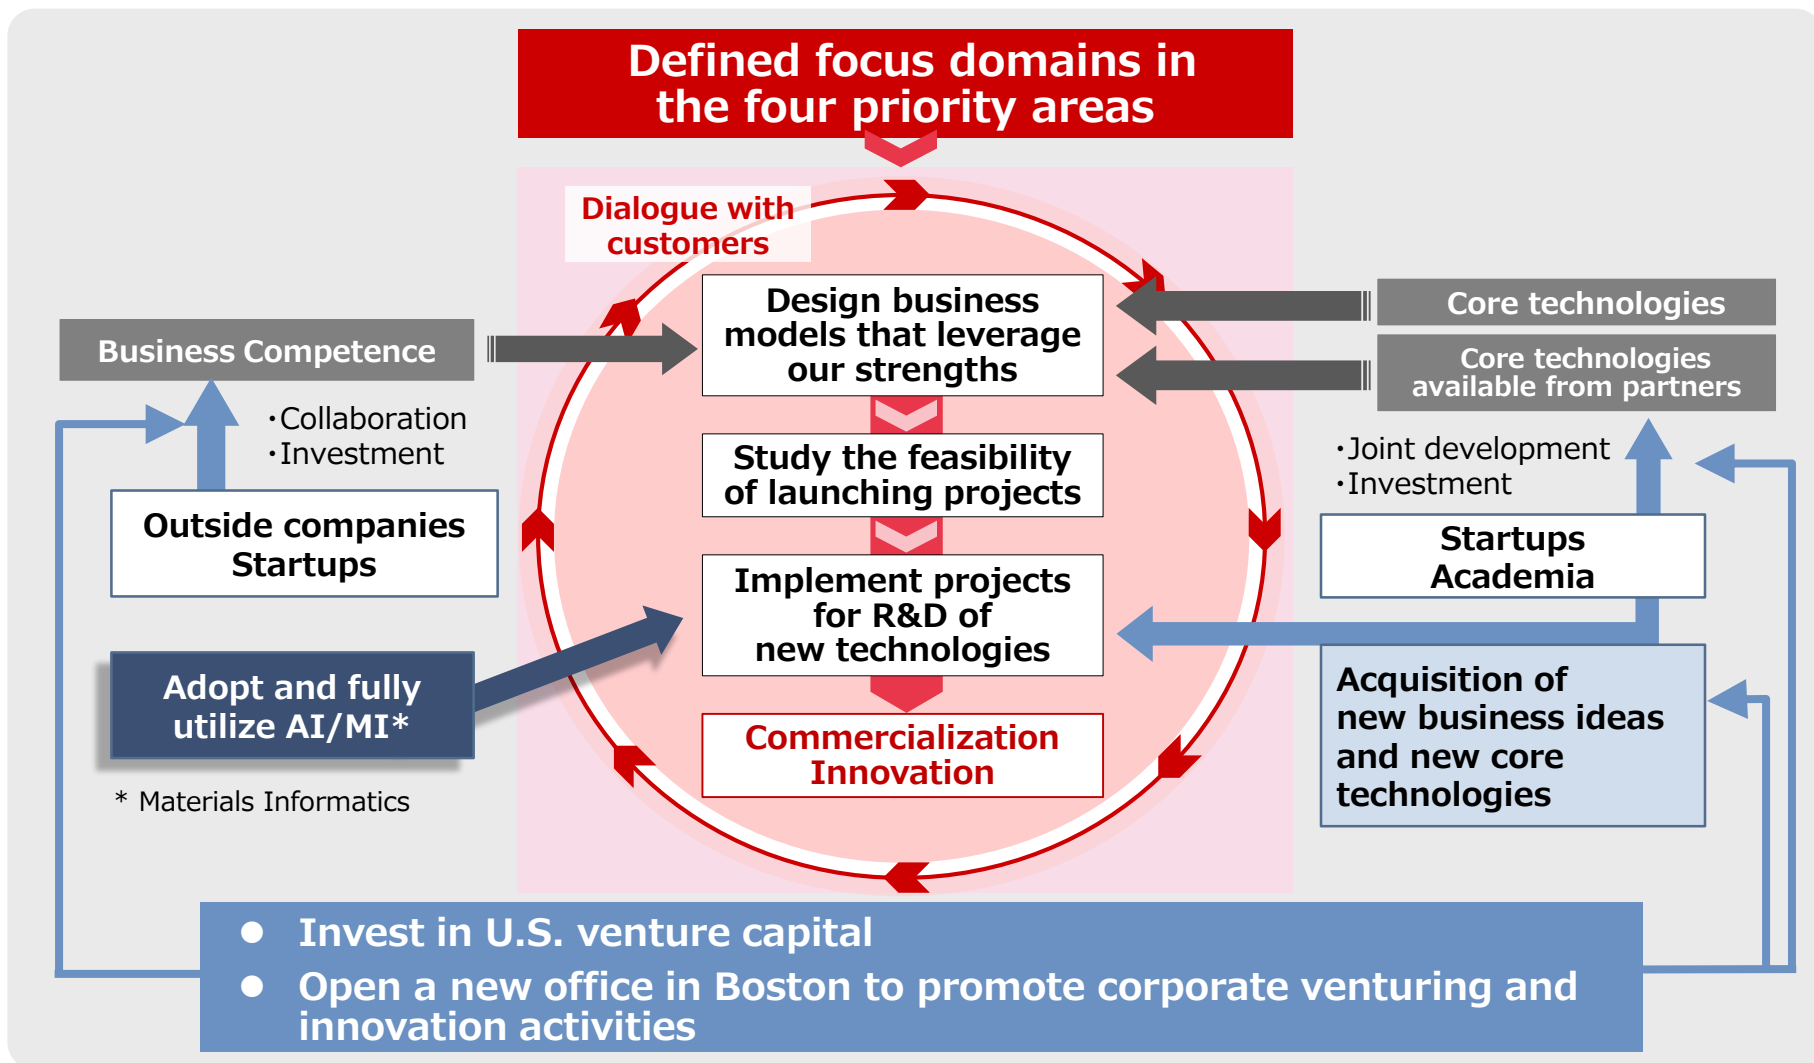 Defined focus domains in
the four priority areas
Dialogue with
customers
Design business
models that leverage
our strengths
Study the feasibility
of launching projects
Implement projects
for R&D of
new technologies
Commercialization
Innovation
Business Competence
・Collaboration
・Investment
Outside companies
Startups
Adopt and fully
utilize AI/MI*
* Materials Informatics
Core technologies
Core technologies
available from partners
・Joint development
・Investment
Startups
Academia
Acquisition of
new business ideas
and new core
technologies
● Invest in U.S. venture capital
● Open a new office in Boston to promote corporate venturing and
innovation activities